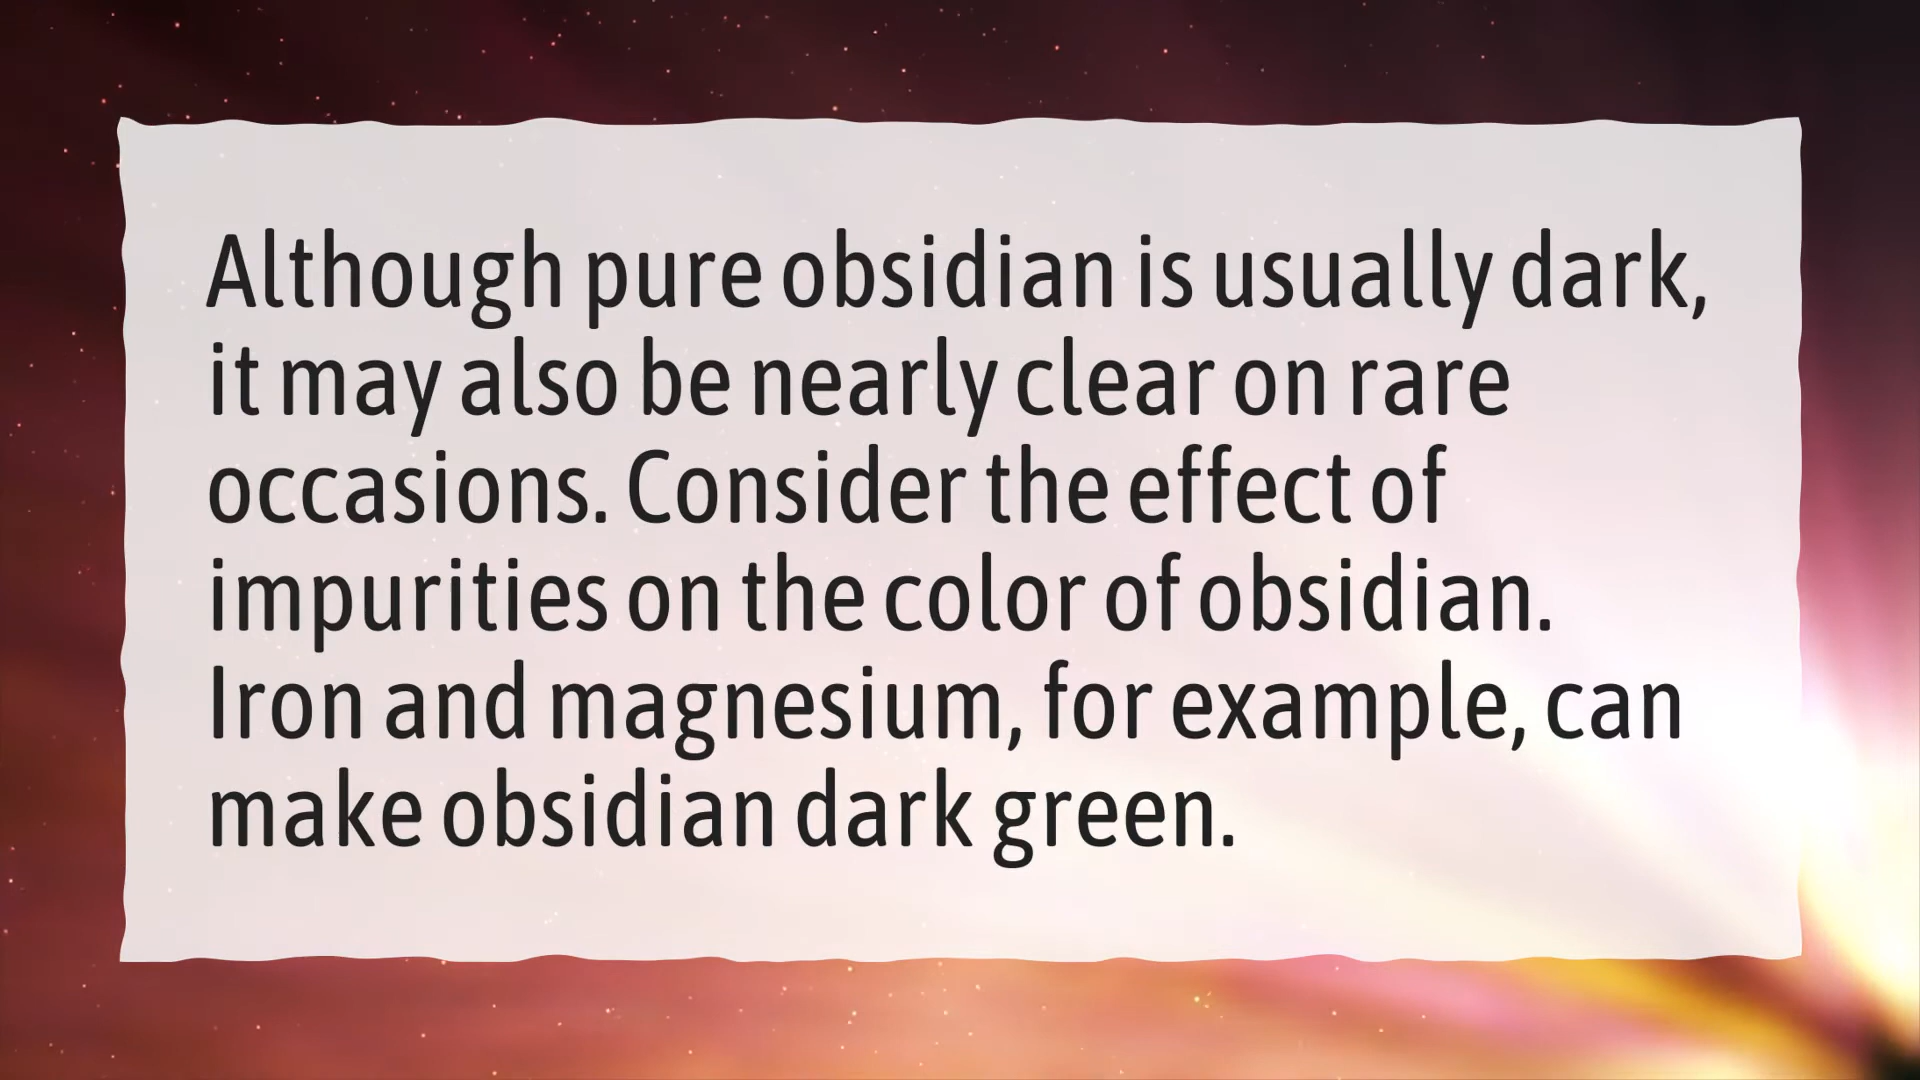 Although pure obsidian is usually dark,
it may also be nearly clear on rare
occasions. Consider the effect of
impurities on the color of obsidian.
Iron and magnesium, for example, can
make obsidian dark green.